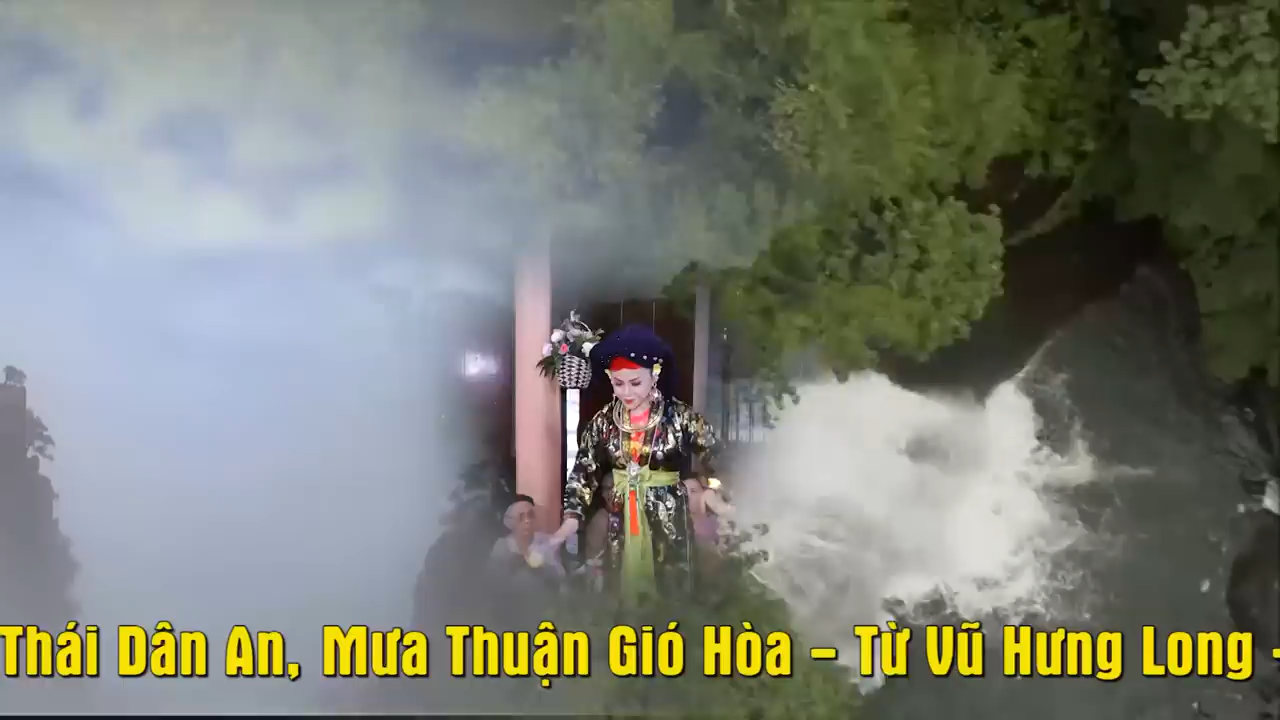 Thái Dân An, Mưa Thuận Gió Hòa - Từ Vũ Hưng Long -